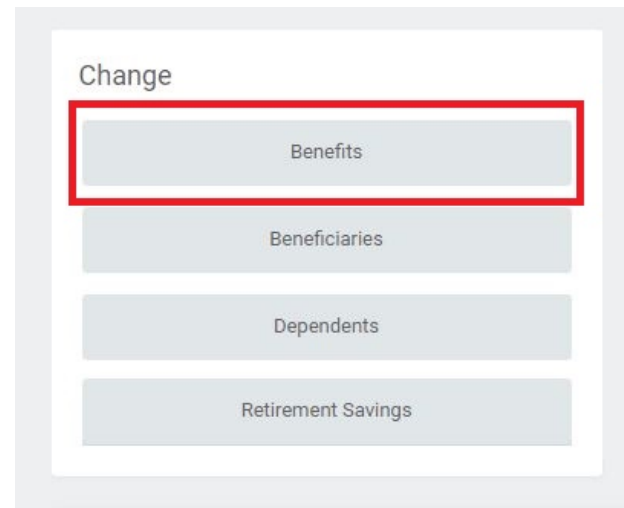 Change
Benefits
Beneficiaries
Dependents
Retirement Savings